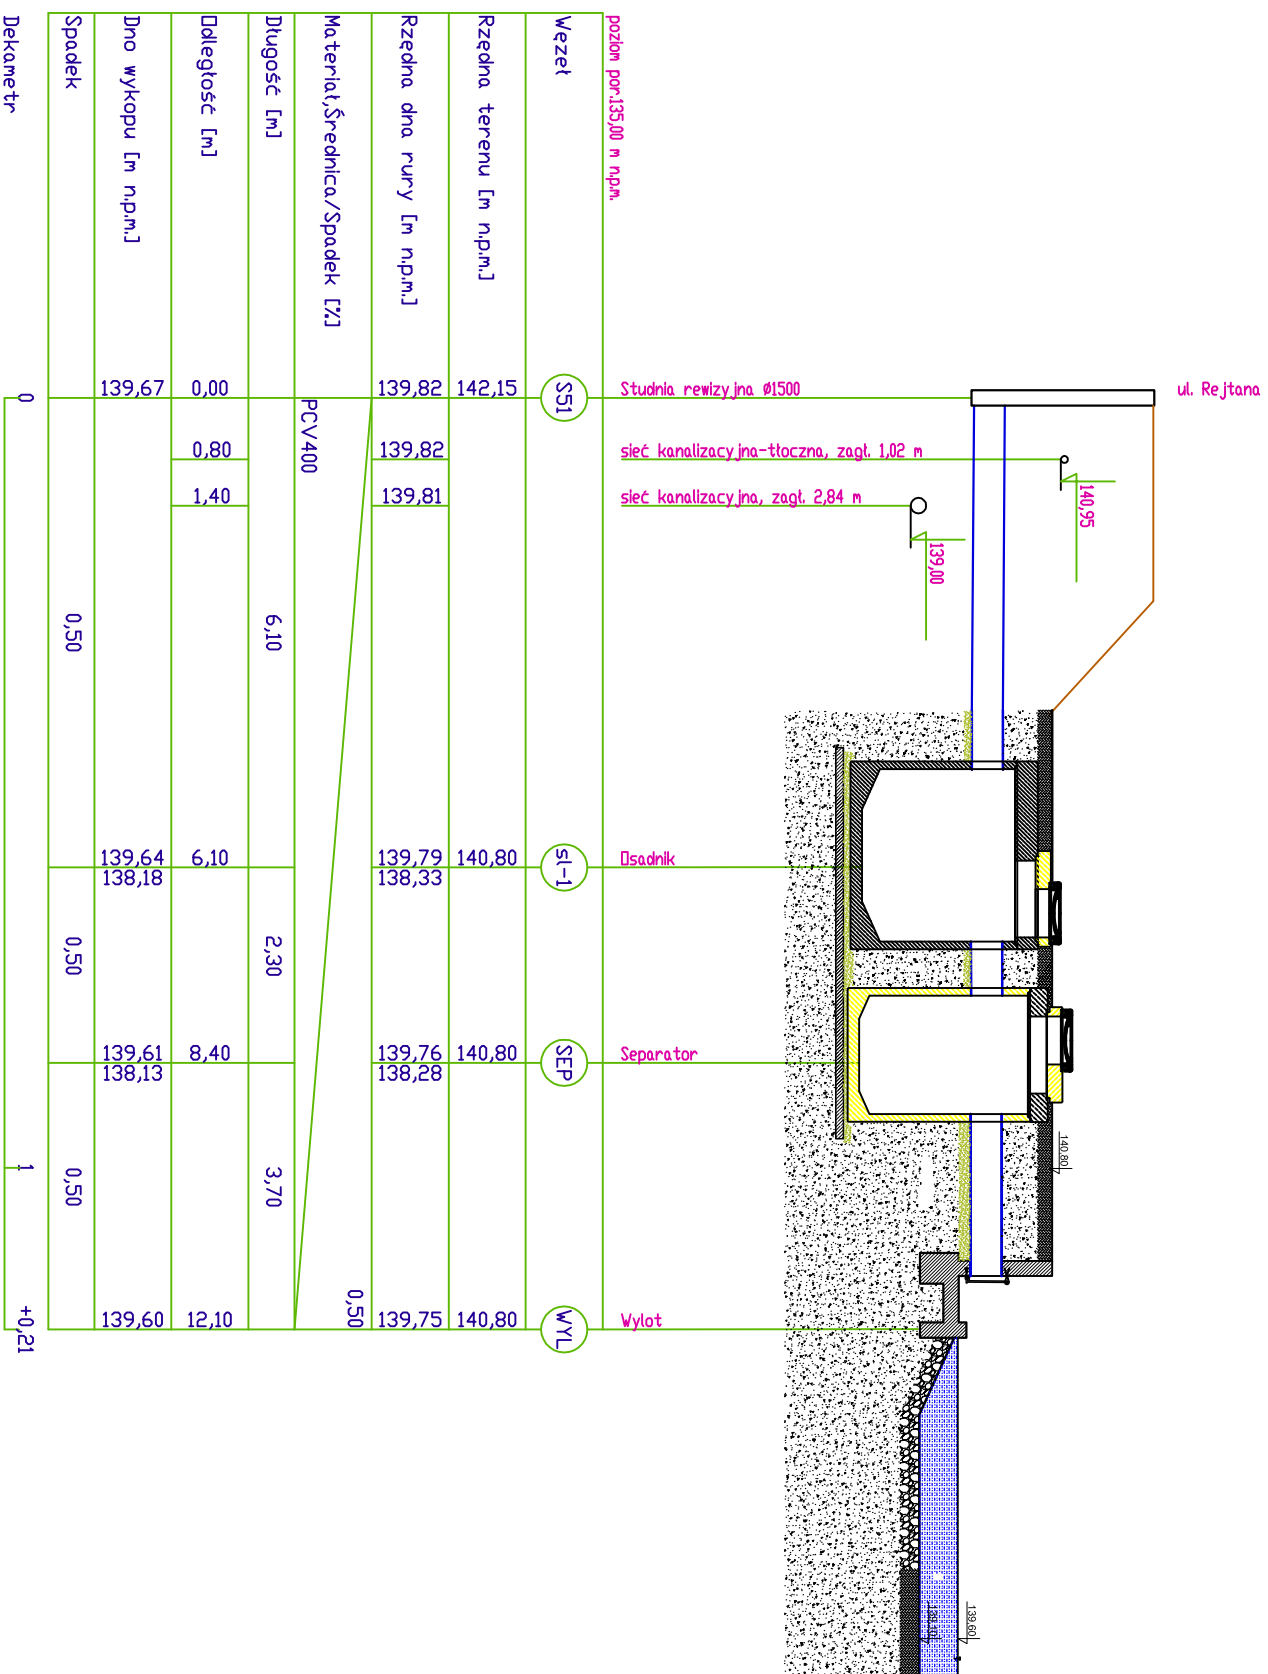 ul. Rejtana
140,95
139,00
140.80
139.60
poziom por.135,00 m n.p.m.
Studnia rewizyjna ø1500
sieć kanalizacyjna-tłoczna, zagł. 1,02 m
sieć kanalizacyjna, zagł. 2,84 m
Osadnik
Separator
Wylot
Węzeł S51 sl-1 SEP WYL
Rzędna terenu [m n.p.m.] 142,15 140,80 140,80 140,80
Rzędna dna rury [m n.p.m.] 139,82 139,82 139,81 139,79 138,33 139,76 138,28 139,75
Materiał,Średnica/Spadek [%] PCV400 0,50
Długość [m] 6,10 2,30 3,70
Odległość [m] 0,00 0,80 1,40 6,10 8,40 12,10
Dno wykopu [m n.p.m.] 139,67 139,64 138,18 139,61 138,13 139,60
Spadek 0,50 0,50 0,50
Dekametr 0 1 +0,21